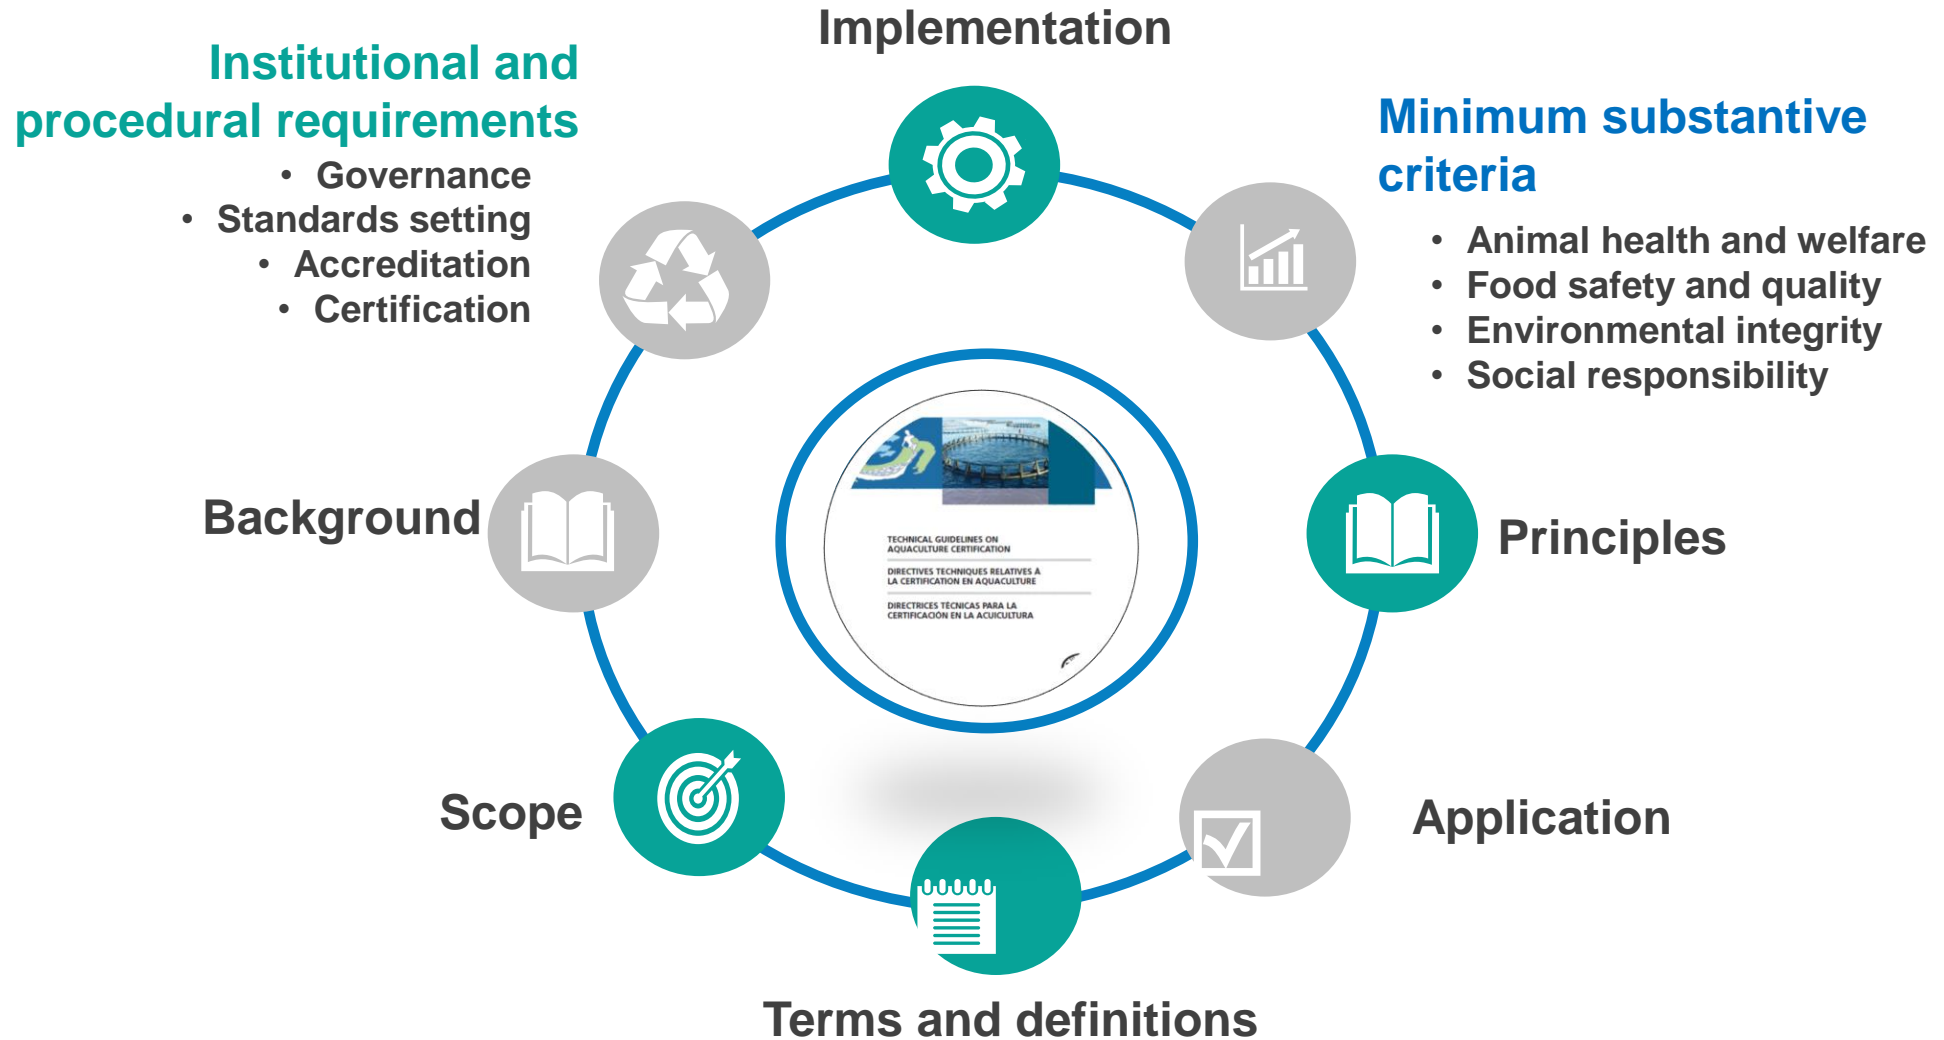 Implementation
Institutional and
procedural requirements
• Governance
• Standards setting
• Accreditation
• Certification
Minimum substantive
criteria
• Animal health and welfare
• Food safety and quality
• Environmental integrity
• Social responsibility
Background
Principles
TECHNICAL GUIDELINES ON
AQUACULTURE CERTIFICATION
DIRECTIVES TECHNIQUES RELATIVES À
LA CERTIFICATION EN AQUACULTURE
DIRECTRICES TÉCNICAS PARA LA
CERTIFICACIÓN EN LA ACUICULTURA
Scope
Application
Terms and definitions